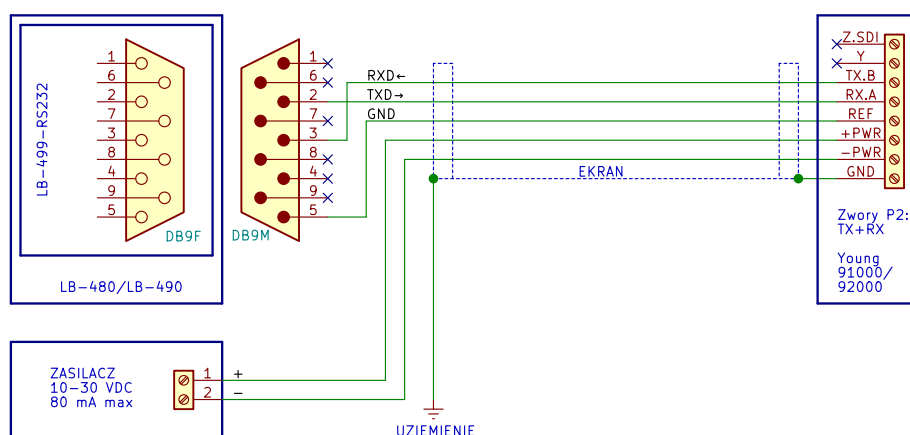 LB-499-RS232
1
6
2
7
3
8
4
9
5
DB9F
LB-480/LB-490
1
6
2
7
3
8
4
9
5
DB9M
RXD←
TXD→
GND
EKRAN
Z.SDI
Y
TX.B
RX.A
REF
+PWR
-PWR
GND
Zwory P2:
TX+RX
Young
91000/
92000
ZASILACZ
10-30 VDC
80 mA max
1 +
2 -
UZIEMIENIE